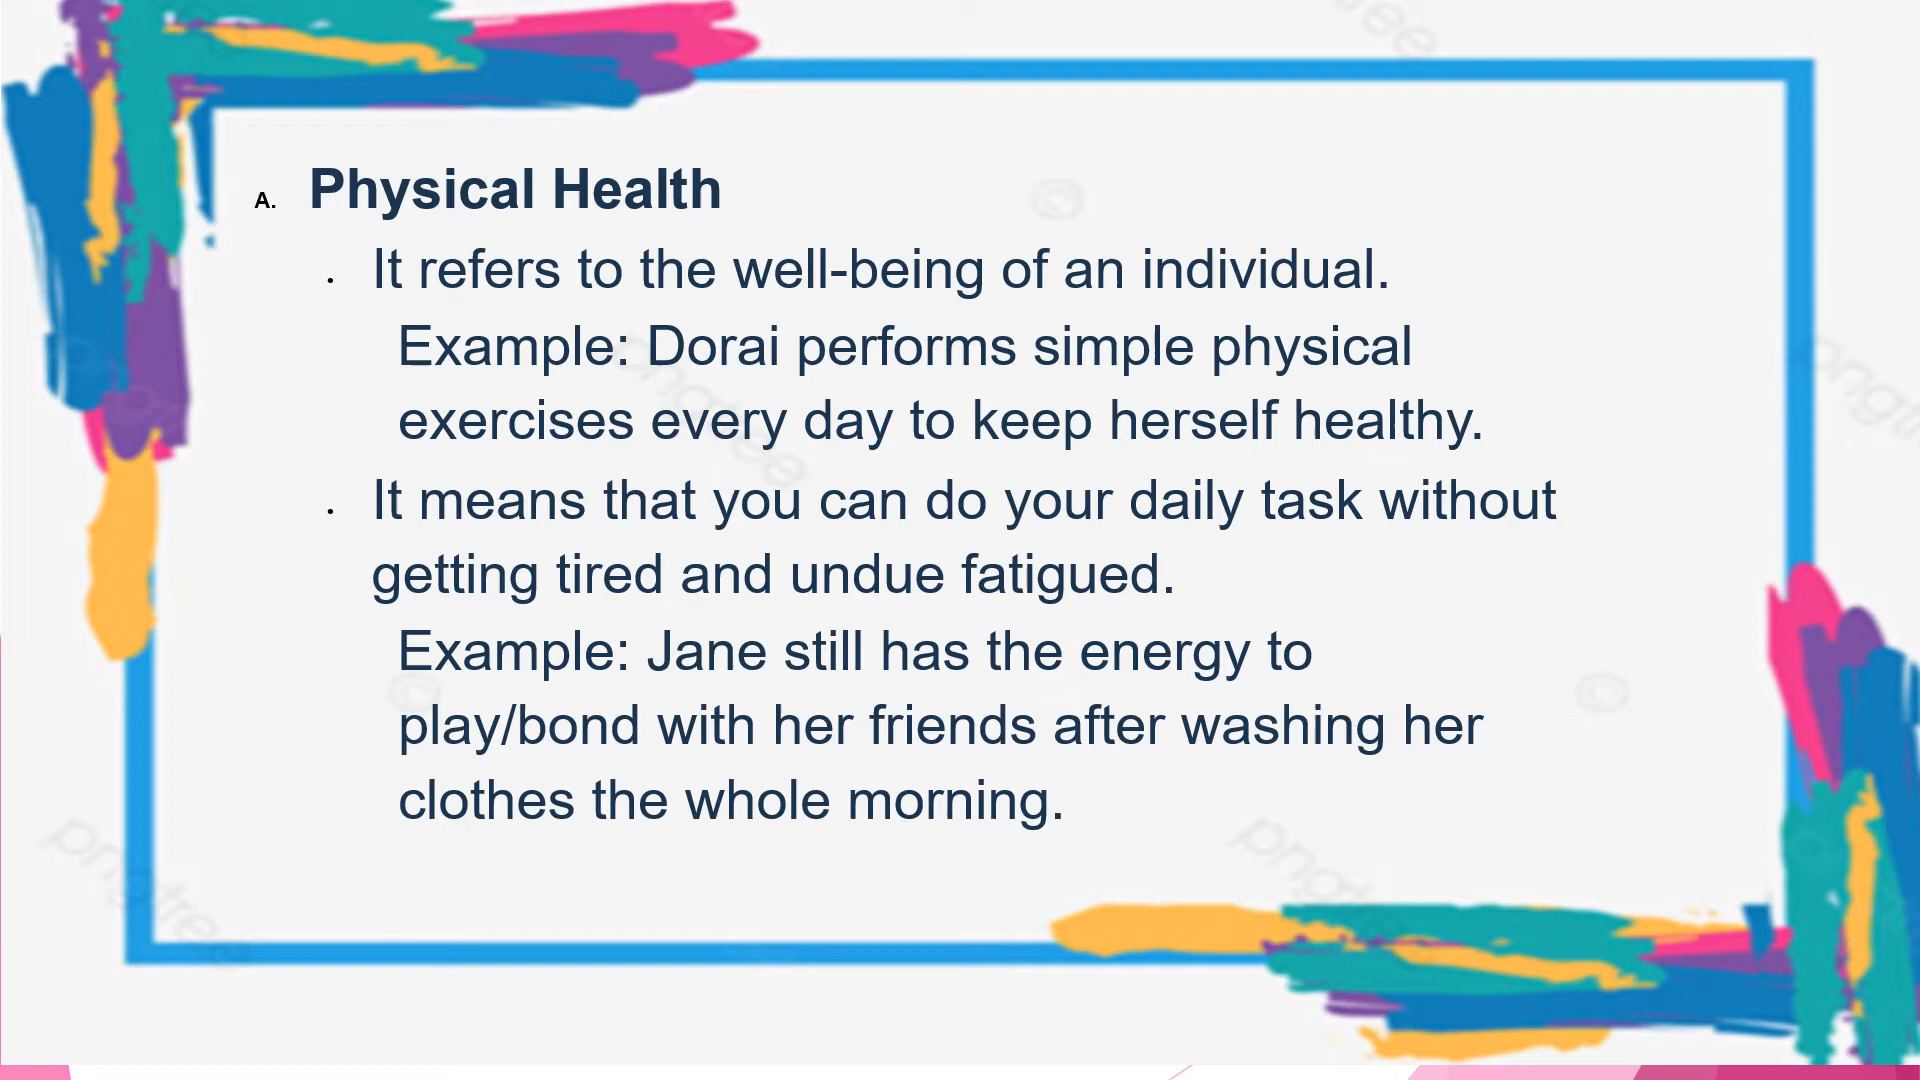 A. Physical Health
· It refers to the well-being of an individual.
Example: Dorai performs simple physical
exercises every day to keep herself healthy.
· It means that you can do your daily task without
getting tired and undue fatigued.
Example: Jane still has the energy to
play/bond with her friends after washing her
clothes the whole morning.
pngtree
pngtree